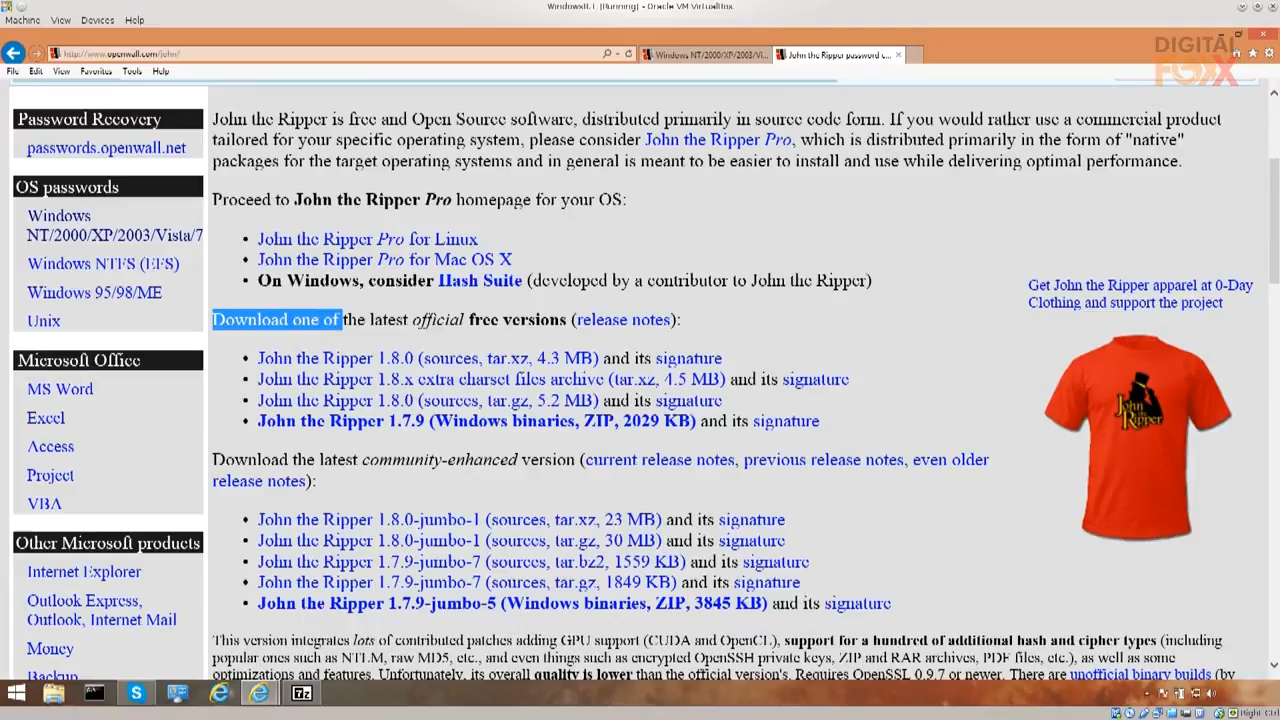 Windows8.1 [Running] - Oracle VM VirtualBox
Machine View Devices Help
http://www.openwall.com/john/
Windows NT/2000/XP/2003/Vi...
John the Ripper password c...
DIGITAL
FOXX
File Edit View Favorites Tools Help
Password Recovery
passwords.openwall.net
OS passwords
Windows
NT/2000/XP/2003/Vista/7
Windows NTFS (EFS)
Windows 95/98/ME
Unix
Microsoft Office
MS Word
Excel
Access
Project
VBA
Other Microsoft products
Internet Explorer
Outlook Express,
Outlook, Internet Mail
Money
Backup
John the Ripper is free and Open Source software, distributed primarily in source code form. If you would rather use a commercial product
tailored for your specific operating system, please consider John the Ripper Pro, which is distributed primarily in the form of "native"
packages for the target operating systems and in general is meant to be easier to install and use while delivering optimal performance.
Proceed to John the Ripper Pro homepage for your OS:
• John the Ripper Pro for Linux
• John the Ripper Pro for Mac OS X
• On Windows, consider Hash Suite (developed by a contributor to John the Ripper)
Download one of the latest official free versions (release notes):
• John the Ripper 1.8.0 (sources, tar.xz, 4.3 MB) and its signature
• John the Ripper 1.8.x extra charset files archive (tar.xz, 4.5 MB) and its signature
• John the Ripper 1.8.0 (sources, tar.gz, 5.2 MB) and its signature
• John the Ripper 1.7.9 (Windows binaries, ZIP, 2029 KB) and its signature
Download the latest community-enhanced version (current release notes, previous release notes, even older
release notes):
• John the Ripper 1.8.0-jumbo-1 (sources, tar.xz, 23 MB) and its signature
• John the Ripper 1.8.0-jumbo-1 (sources, tar.gz, 30 MB) and its signature
• John the Ripper 1.7.9-jumbo-7 (sources, tar.bz2, 1559 KB) and its signature
• John the Ripper 1.7.9-jumbo-7 (sources, tar.gz, 1849 KB) and its signature
• John the Ripper 1.7.9-jumbo-5 (Windows binaries, ZIP, 3845 KB) and its signature
This version integrates lots of contributed patches adding GPU support (CUDA and OpenCL), support for a hundred of additional hash and cipher types (including
popular ones such as NTLM, raw MD5, etc., and even things such as encrypted OpenSSH private keys, ZIP and RAR archives, PDF files, etc.), as well as some
optimizations and features. Unfortunately, its overall quality is lower than the official version's. Requires OpenSSL 0.9.7 or newer. There are unofficial binary builds (by
Get John the Ripper apparel at 0-Day
Clothing and support the project
John
the
Ripper
7z
Right Ctrl